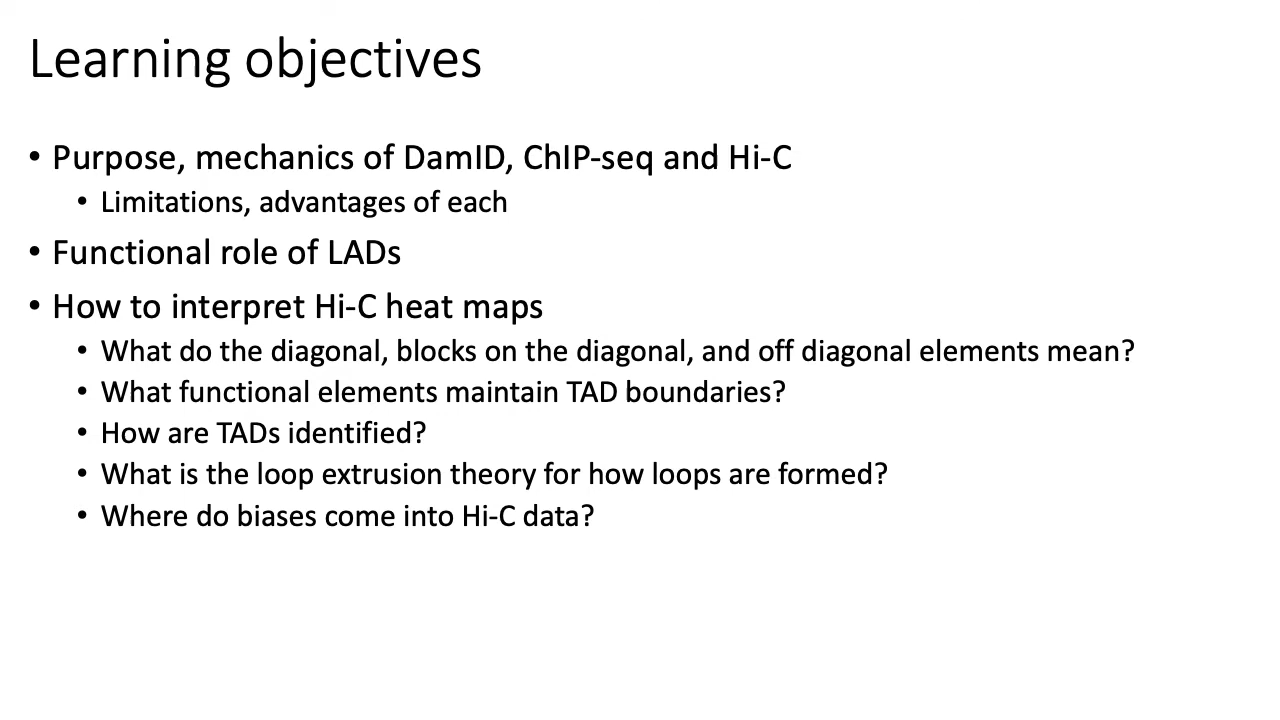 Learning objectives
• Purpose, mechanics of DamID, ChIP-seq and Hi-C
• Limitations, advantages of each
• Functional role of LADs
• How to interpret Hi-C heat maps
• What do the diagonal, blocks on the diagonal, and off diagonal elements mean?
• What functional elements maintain TAD boundaries?
• How are TADs identified?
• What is the loop extrusion theory for how loops are formed?
• Where do biases come into Hi-C data?